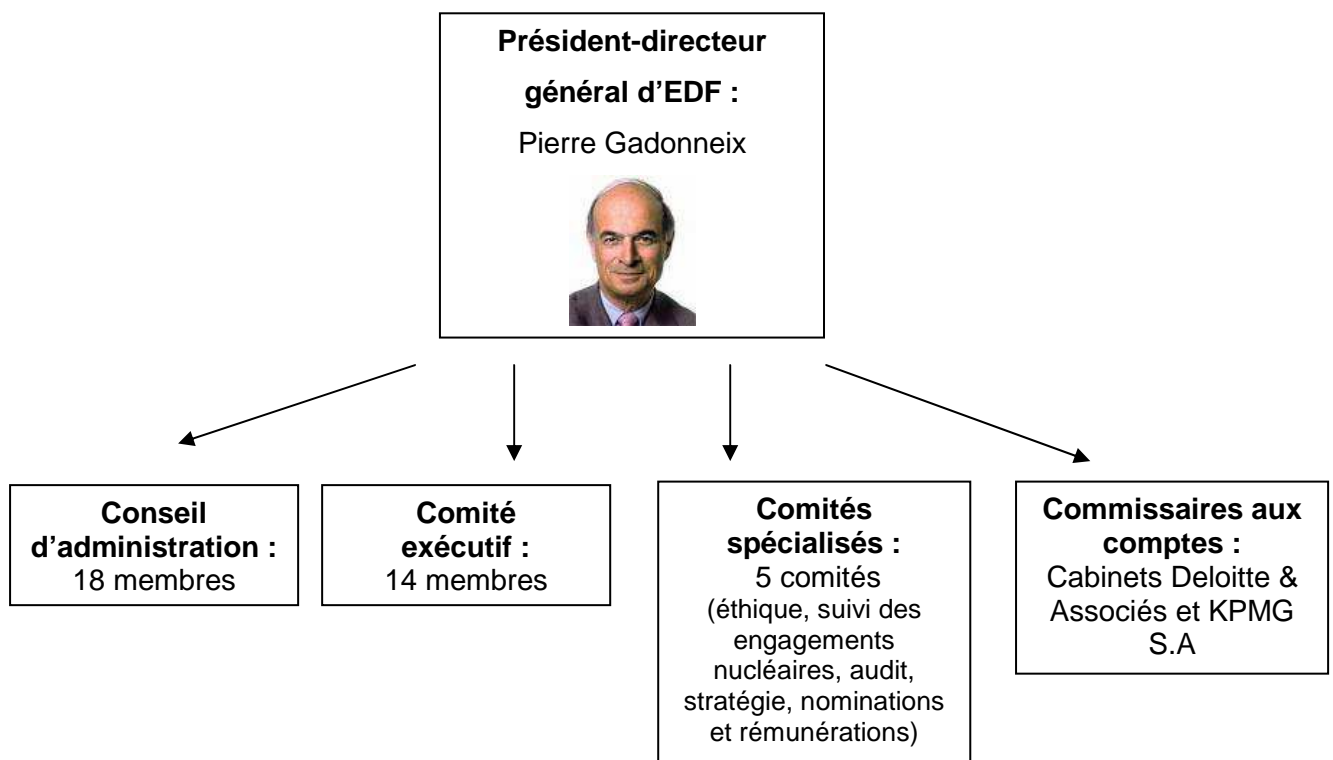 Président-directeur
général d’EDF :
Pierre Gadonneix
Conseil
d’administration :
18 membres
Comité
exécutif :
14 membres
Comités
spécialisés :
5 comités
(éthique, suivi des
engagements
nucléaires, audit,
stratégie, nominations
et rémunérations)
Commissaires aux
comptes :
Cabinets Deloitte &
Associés et KPMG
S.A